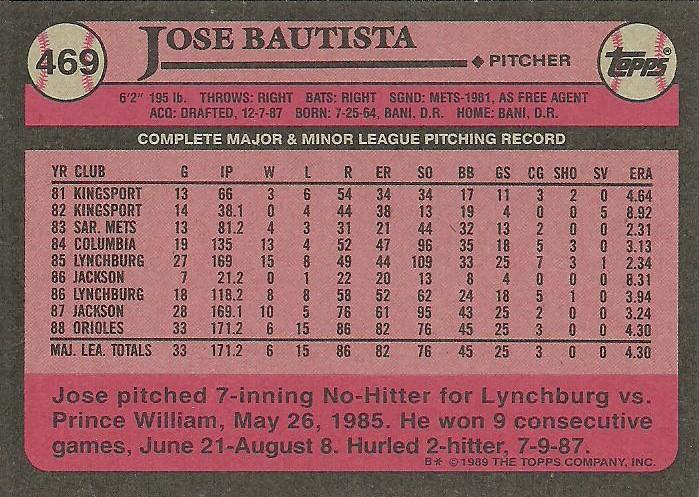 469
JOSE BAUTISTA
PITCHER
TOPPS
6'2" 195 lb. THROWS: RIGHT BATS: RIGHT SGND: METS-1981, AS FREE AGENT
ACQ: DRAFTED, 12-7-87 BORN: 7-25-64, BANI, D.R. HOME: BANI, D.R.
COMPLETE MAJOR & MINOR LEAGUE PITCHING RECORD
YR CLUB G IP W L R ER SO BB GS CG SHO SV ERA
81 KINGSPORT 13 66 3 6 54 34 34 17 11 3 2 0 4.64
82 KINGSPORT 14 38.1 0 4 44 38 13 19 4 0 0 5 8.92
83 SAR. METS 13 81.2 4 3 31 21 44 32 13 2 0 0 2.31
84 COLUMBIA 19 135 13 4 52 47 96 35 18 5 3 0 3.13
85 LYNCHBURG 27 169 15 8 49 44 109 33 25 7 3 1 2.34
86 JACKSON 7 21.2 0 1 22 20 13 8 4 0 0 0 8.31
86 LYNCHBURG 18 118.2 8 8 58 52 62 24 18 5 1 0 3.94
87 JACKSON 28 169.1 10 5 76 61 95 43 25 2 0 0 3.24
88 ORIOLES 33 171.2 6 15 86 82 76 45 25 3 0 0 4.30
MAJ. LEA. TOTALS 33 171.2 6 15 86 82 76 45 25 3 0 0 4.30
Jose pitched 7-inning No-Hitter for Lynchburg vs.
Prince William, May 26, 1985. He won 9 consecutive
games, June 21-August 8. Hurled 2-hitter, 7-9-87.
B* ©1989 THE TOPPS COMPANY, INC.